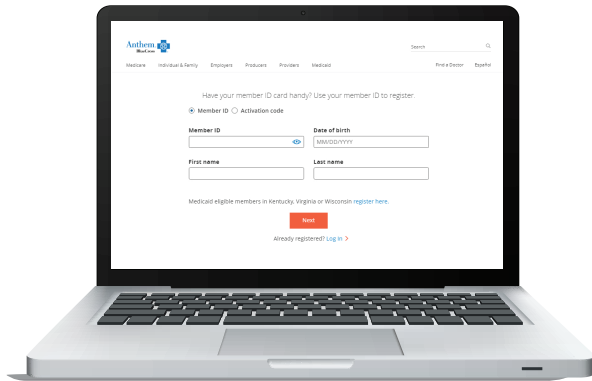 Anthem
BlueCross
Search
Medicare Individual & Family Employers Producers Providers Medicaid Find a Doctor Español
Have your member ID card handy? Use your member ID to register.
Member ID Activation code
Member ID Date of birth
MM/DD/YYYY
First name Last name
Medicaid eligible members in Kentucky, Virginia or Wisconsin register here.
Next
Already registered? Log In >